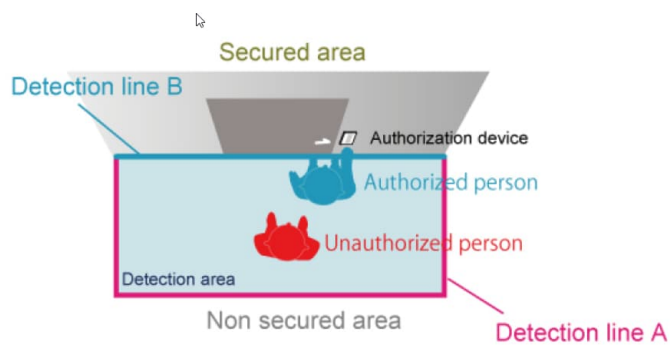 Secured area
Detection line B
Authorization device
Authorized person
Unauthorized person
Detection area
Non secured area
Detection line A